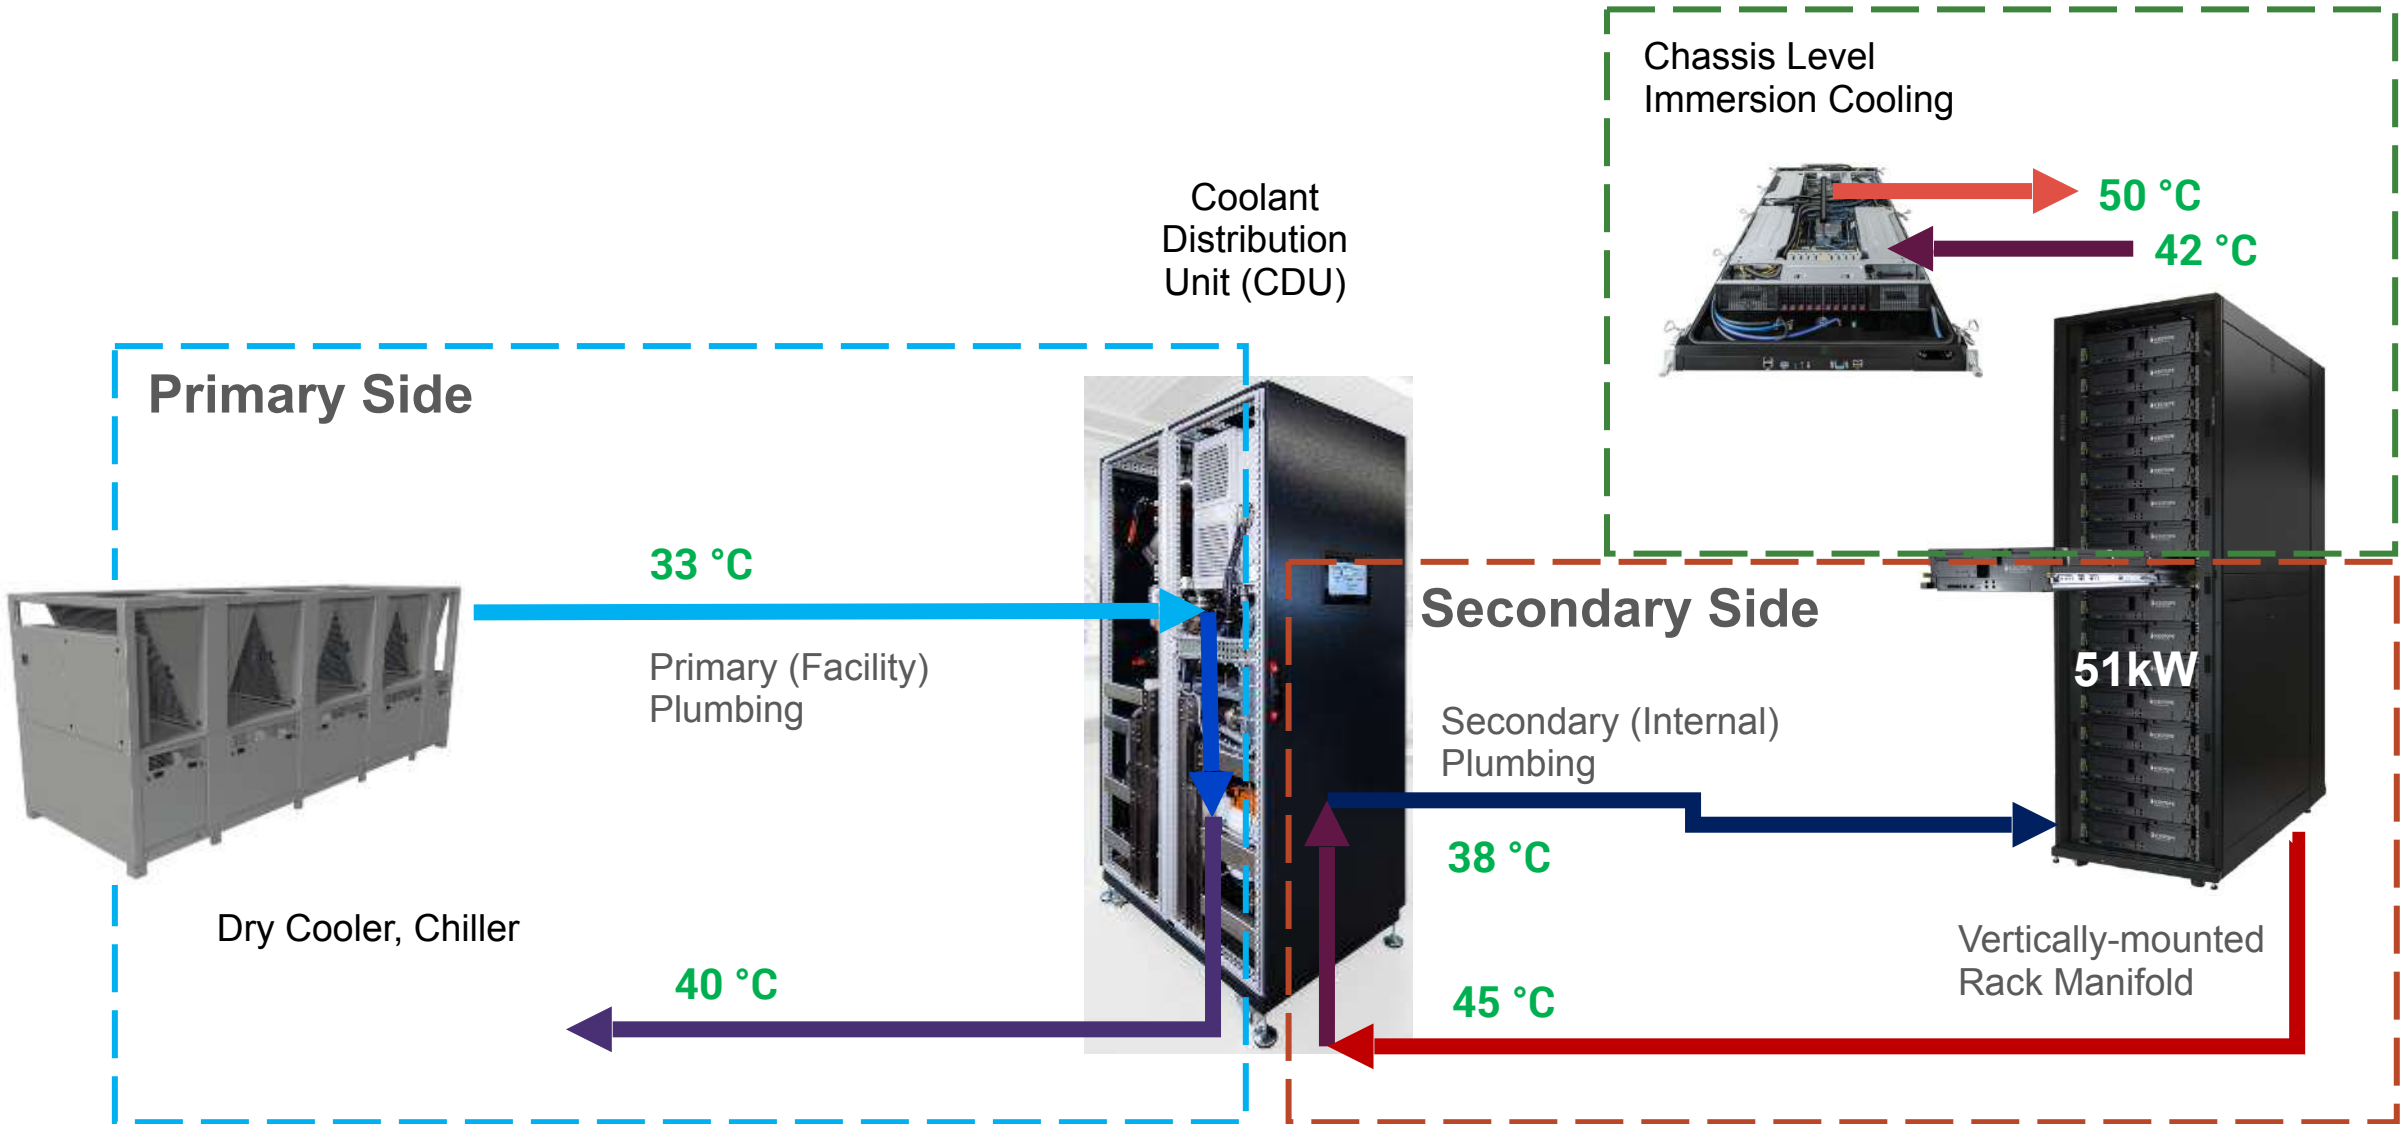 Chassis Level
Immersion Cooling
50 °C
42 °C
Coolant
Distribution
Unit (CDU)
Primary Side
33 °C
Primary (Facility)
Plumbing
Dry Cooler, Chiller
40 °C
Secondary Side
51kW
Secondary (Internal)
Plumbing
38 °C
45 °C
Vertically-mounted
Rack Manifold